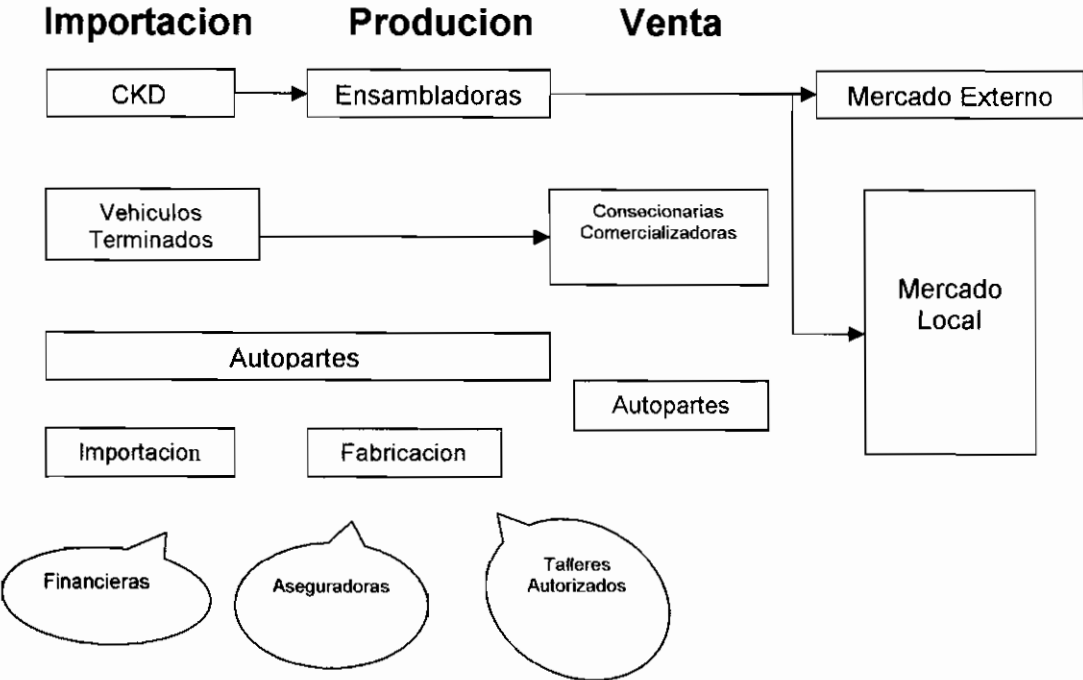 Importacion Producion Venta
CKD
Ensambladoras
Mercado Externo
Vehiculos
Terminados
Consecionarias
Comercializadoras
Mercado
Local
Autopartes
Autopartes
Importacion
Fabricacion
Financieras
Aseguradoras
Talleres
Autorizados